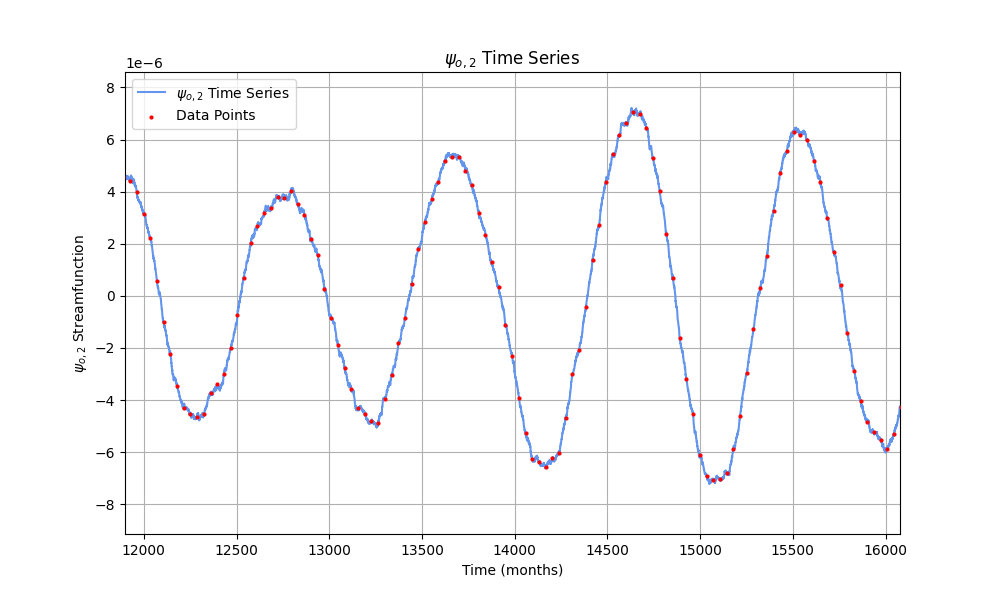 ψo,2 Time Series
1e−6
ψo,2 Time Series
Data Points
8
6
4
2
0
−2
−4
−6
−8
ψo,2 Streamfunction
12000 12500 13000 13500 14000 14500 15000 15500 16000
Time (months)